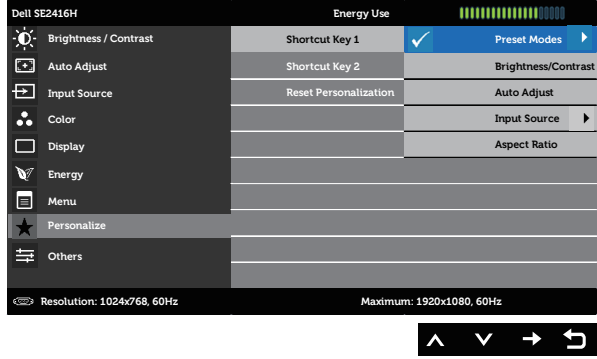 Dell SE2416H Energy Use
Brightness / Contrast Shortcut Key 1 Preset Modes
Auto Adjust Shortcut Key 2 Brightness/Contrast
Input Source Reset Personalization Auto Adjust
Color Input Source
Display Aspect Ratio
Energy
Menu
Personalize
Others
Resolution: 1024x768, 60Hz Maximum: 1920x1080, 60Hz